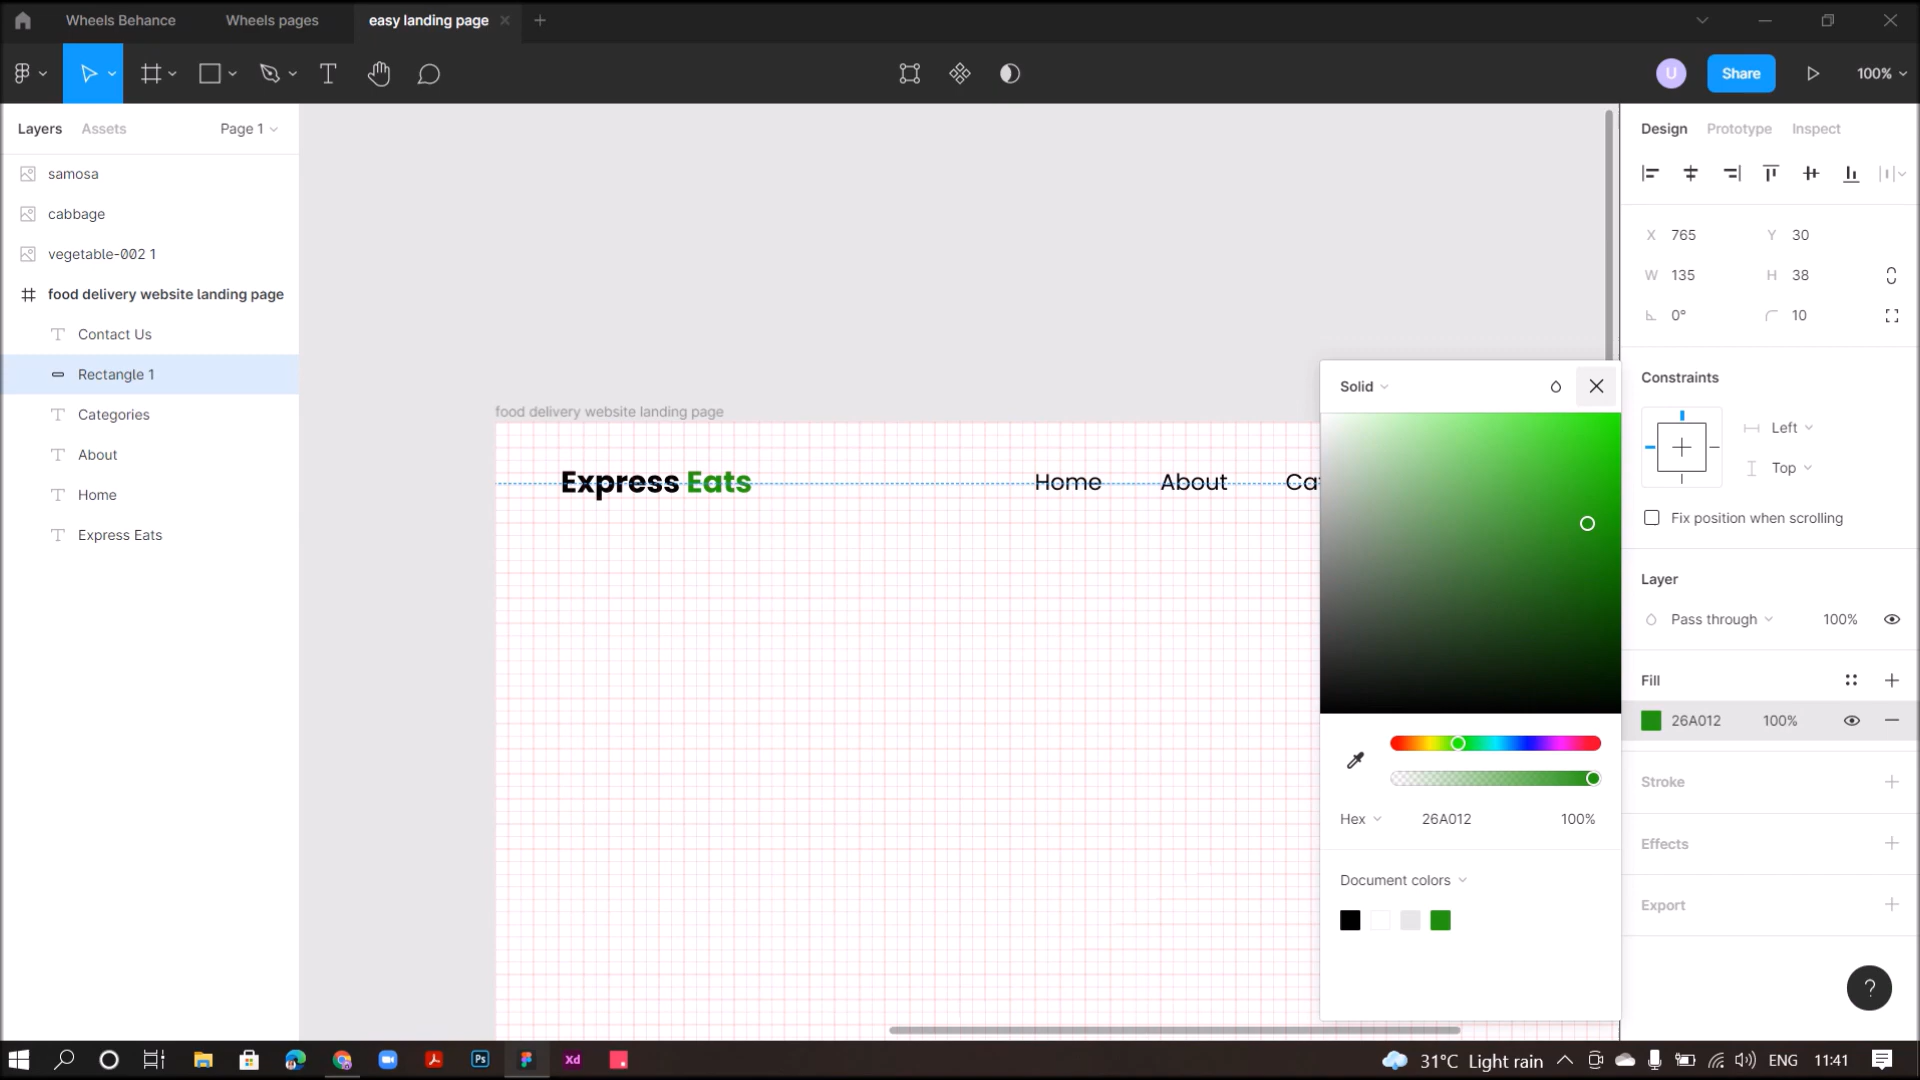 Wheels Behance
Wheels pages
easy landing page
U
Share
100%
Layers
Assets
Page 1
samosa
cabbage
vegetable-002 1
food delivery website landing page
Contact Us
Rectangle 1
Categories
About
Home
Express Eats
food delivery website landing page
Express Eats
Home
About
Ca
Solid
Hex
26A012
100%
Document colors
Design
Prototype
Inspect
X 765
Y 30
W 135
H 38
0°
10
Constraints
Left
Top
Fix position when scrolling
Layer
Pass through
100%
Fill
26A012
100%
Stroke
Effects
Export
?
Ps
Xd
31°C Light rain
ENG
11:41